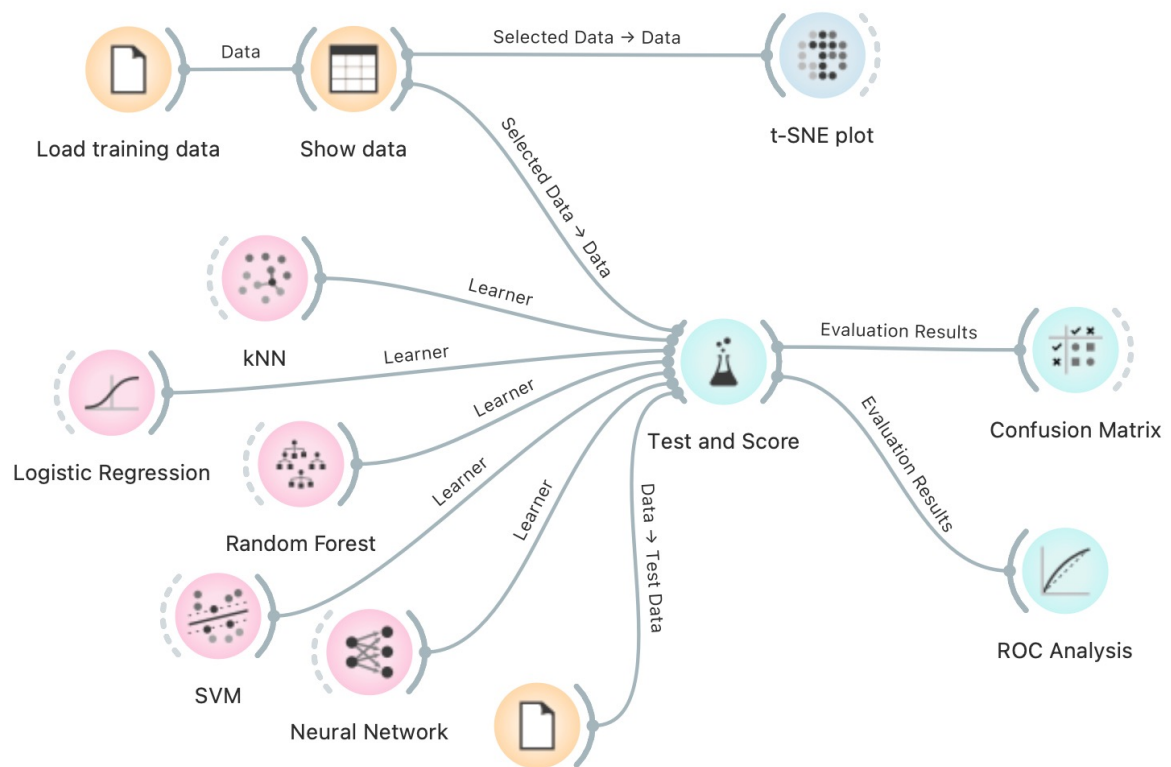 Data
Selected Data → Data
Load training data
Show data
t-SNE plot
Selected Data → Data
kNN
Learner
Learner
Logistic Regression
Learner
Random Forest
Learner
SVM
Learner
Neural Network
Data → Test Data
Test and Score
Evaluation Results
Confusion Matrix
Evaluation Results
ROC Analysis